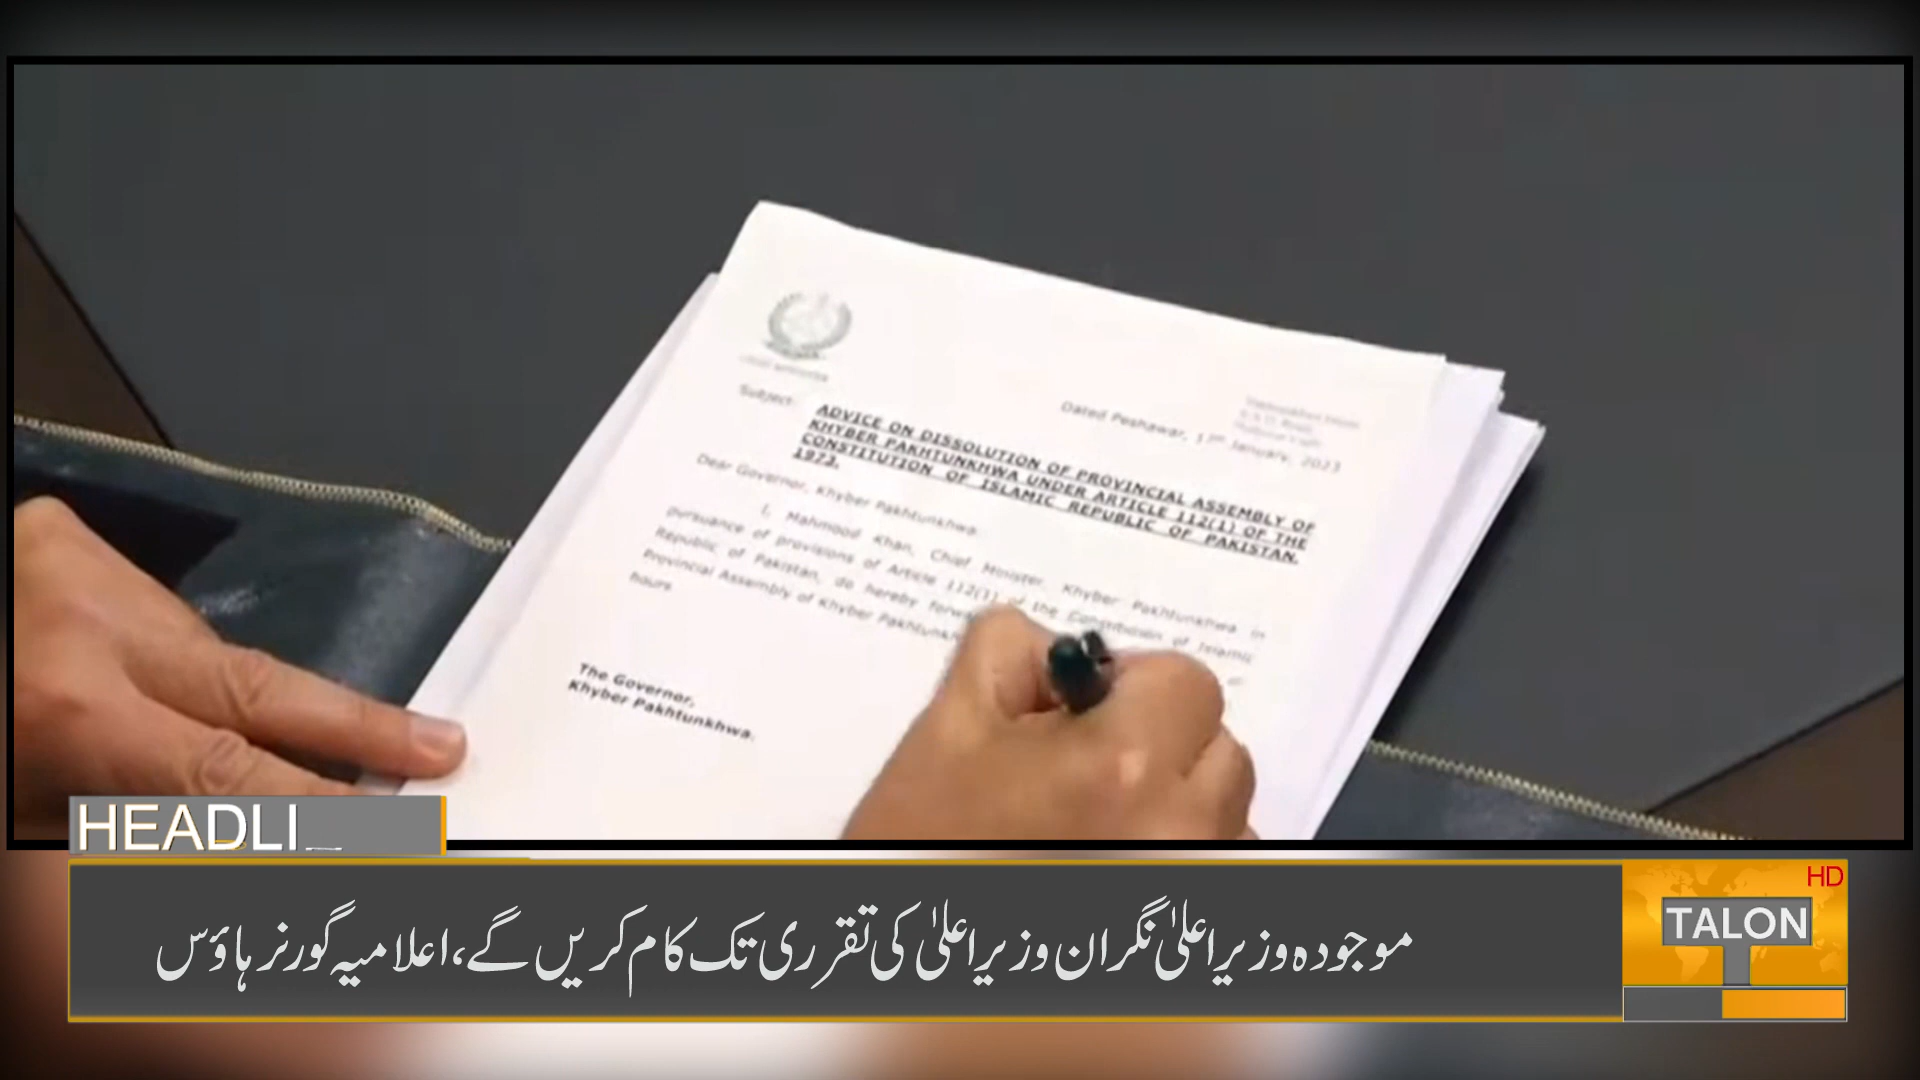 Dated Peshawar, 17th January, 2023
Subject:
ADVICE ON DISSOLUTION OF PROVINCIAL ASSEMBLY OF
KHYBER PAKHTUNKHWA UNDER ARTICLE 112(1) OF THE
CONSTITUTION OF ISLAMIC REPUBLIC OF PAKISTAN,
1973.
Dear Governor, Khyber Pakhtunkhwa
I, Mahmood Khan, Chief Minister, Khyber Pakhtunkhwa in
pursuance of provisions of Article 112(1) of the Constitution of Islamic
Republic of Pakistan, do hereby
Provincial Assembly of Khyber
hours
The Governor,
Khyber Pakhtunkhwa.
HEADLI_
HD
TALON
موجودہ وزیراعلیٰ نگران وزیراعلیٰ کی تقرری تک کام کریں گے، اعلامیہ گورنر ہاؤس